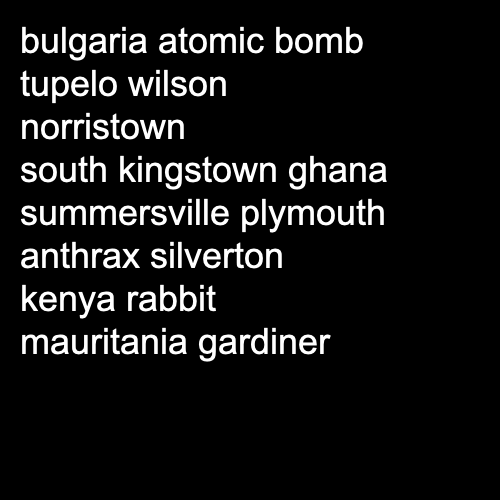 bulgaria atomic bomb
tupelo wilson
norristown
south kingstown ghana
summersville plymouth
anthrax silverton
kenya rabbit
mauritania gardiner